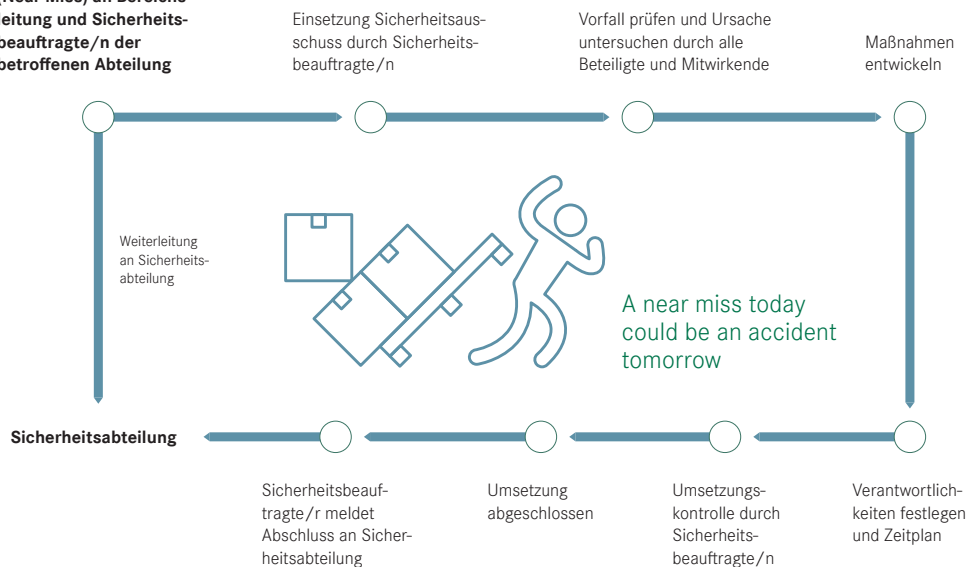 leitung und Sicherheits-
beauftragte/n der
betroffenen Abteilung
Einsetzung Sicherheitsaus-
schuss durch Sicherheits-
beauftragte/n
Vorfall prüfen und Ursache
untersuchen durch alle
Beteiligte und Mitwirkende
Maßnahmen
entwickeln
Weiterleitung
an Sicherheits-
abteilung
A near miss today
could be an accident
tomorrow
Sicherheitsabteilung
Sicherheitsbeauf-
tragte/r meldet
Abschluss an Sicher-
heitsabteilung
Umsetzung
abgeschlossen
Umsetzungs-
kontrolle durch
Sicherheits-
beauftragte/n
Verantwortlich-
keiten festlegen
und Zeitplan